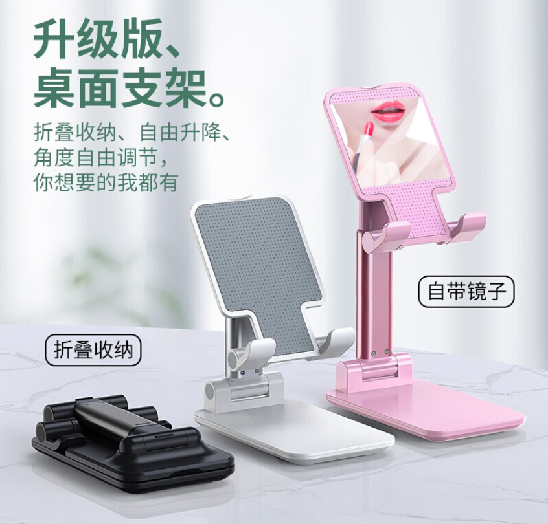 升级版、
桌面支架。
折叠收纳、自由升降、
角度自由调节，
你想要的我都有
自带镜子
折叠收纳